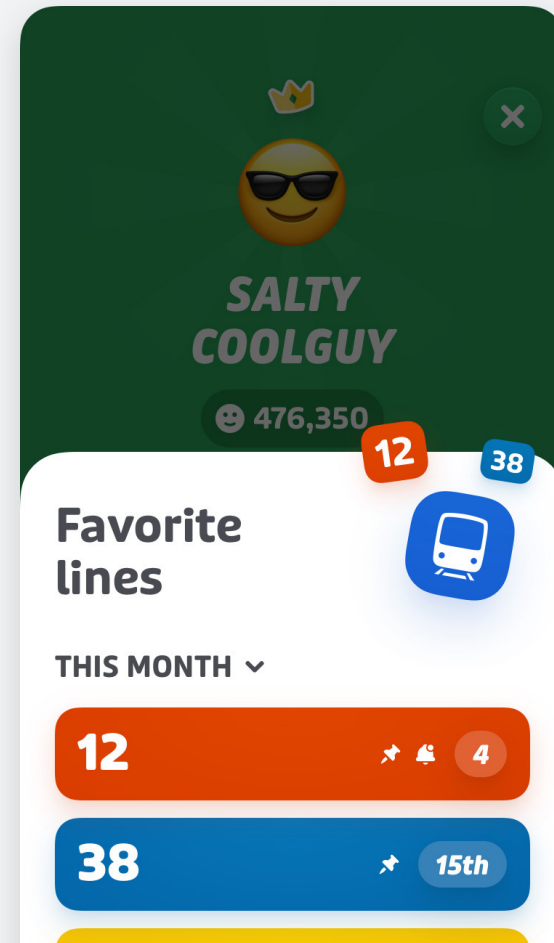 SALTY
COOLGUY
476,350
12
38
Favorite
lines
THIS MONTH
12
4
38
15th